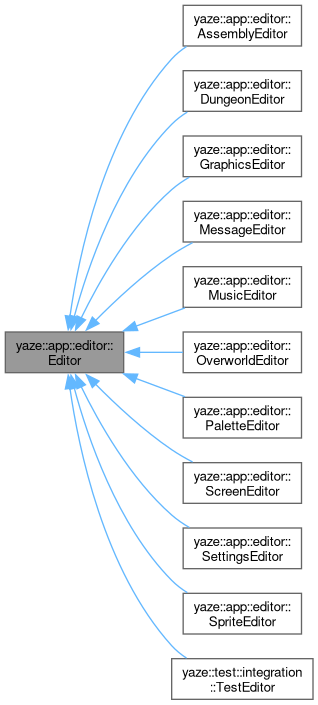 yaze::app::editor::
AssemblyEditor
yaze::app::editor::
DungeonEditor
yaze::app::editor::
GraphicsEditor
yaze::app::editor::
MessageEditor
yaze::app::editor::
MusicEditor
yaze::app::editor::
Editor
yaze::app::editor::
OverworldEditor
yaze::app::editor::
PaletteEditor
yaze::app::editor::
ScreenEditor
yaze::app::editor::
SettingsEditor
yaze::app::editor::
SpriteEditor
yaze::test::integration
::TestEditor